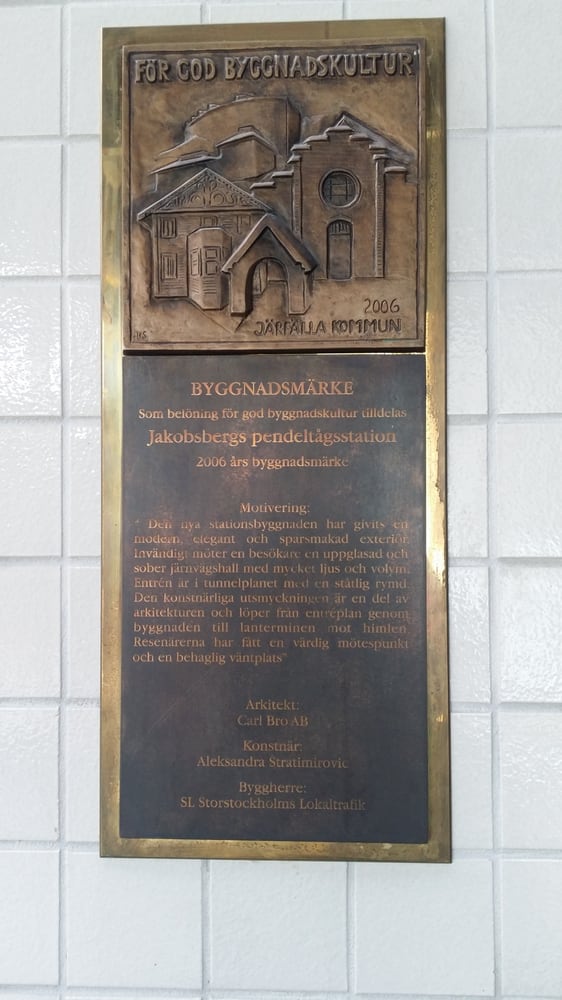 FÖR GOD BYGGNADSKULTUR
2006
JÄRFÄLLA KOMMUN
BYGGNADSMÄRKE
Som belöning för god byggnadskultur tilldelas
Jakobsbergs pendeltågsstation
2006 års byggnadsmärke
Motivering:
" Den nya stationsbyggnaden har givits en
modern, elegant och sparsmakad exteriör.
Invändigt möter en besökare en uppglasad och
sober järnvägshall med mycket ljus och volym.
Entrén är i tunnelplanet med en ståtlig rymd.
Den konstnärliga utsmyckningen är en del av
arkitekturen och löper från entréplan genom
byggnaden till lanterminen mot himlen.
Resenärerna har fått en värdig mötespunkt
och en behaglig väntplats"
Arkitekt:
Carl Bro AB
Konstnär:
Aleksandra Stratimirovic
Byggherre:
SL Storstockholms Lokaltrafik